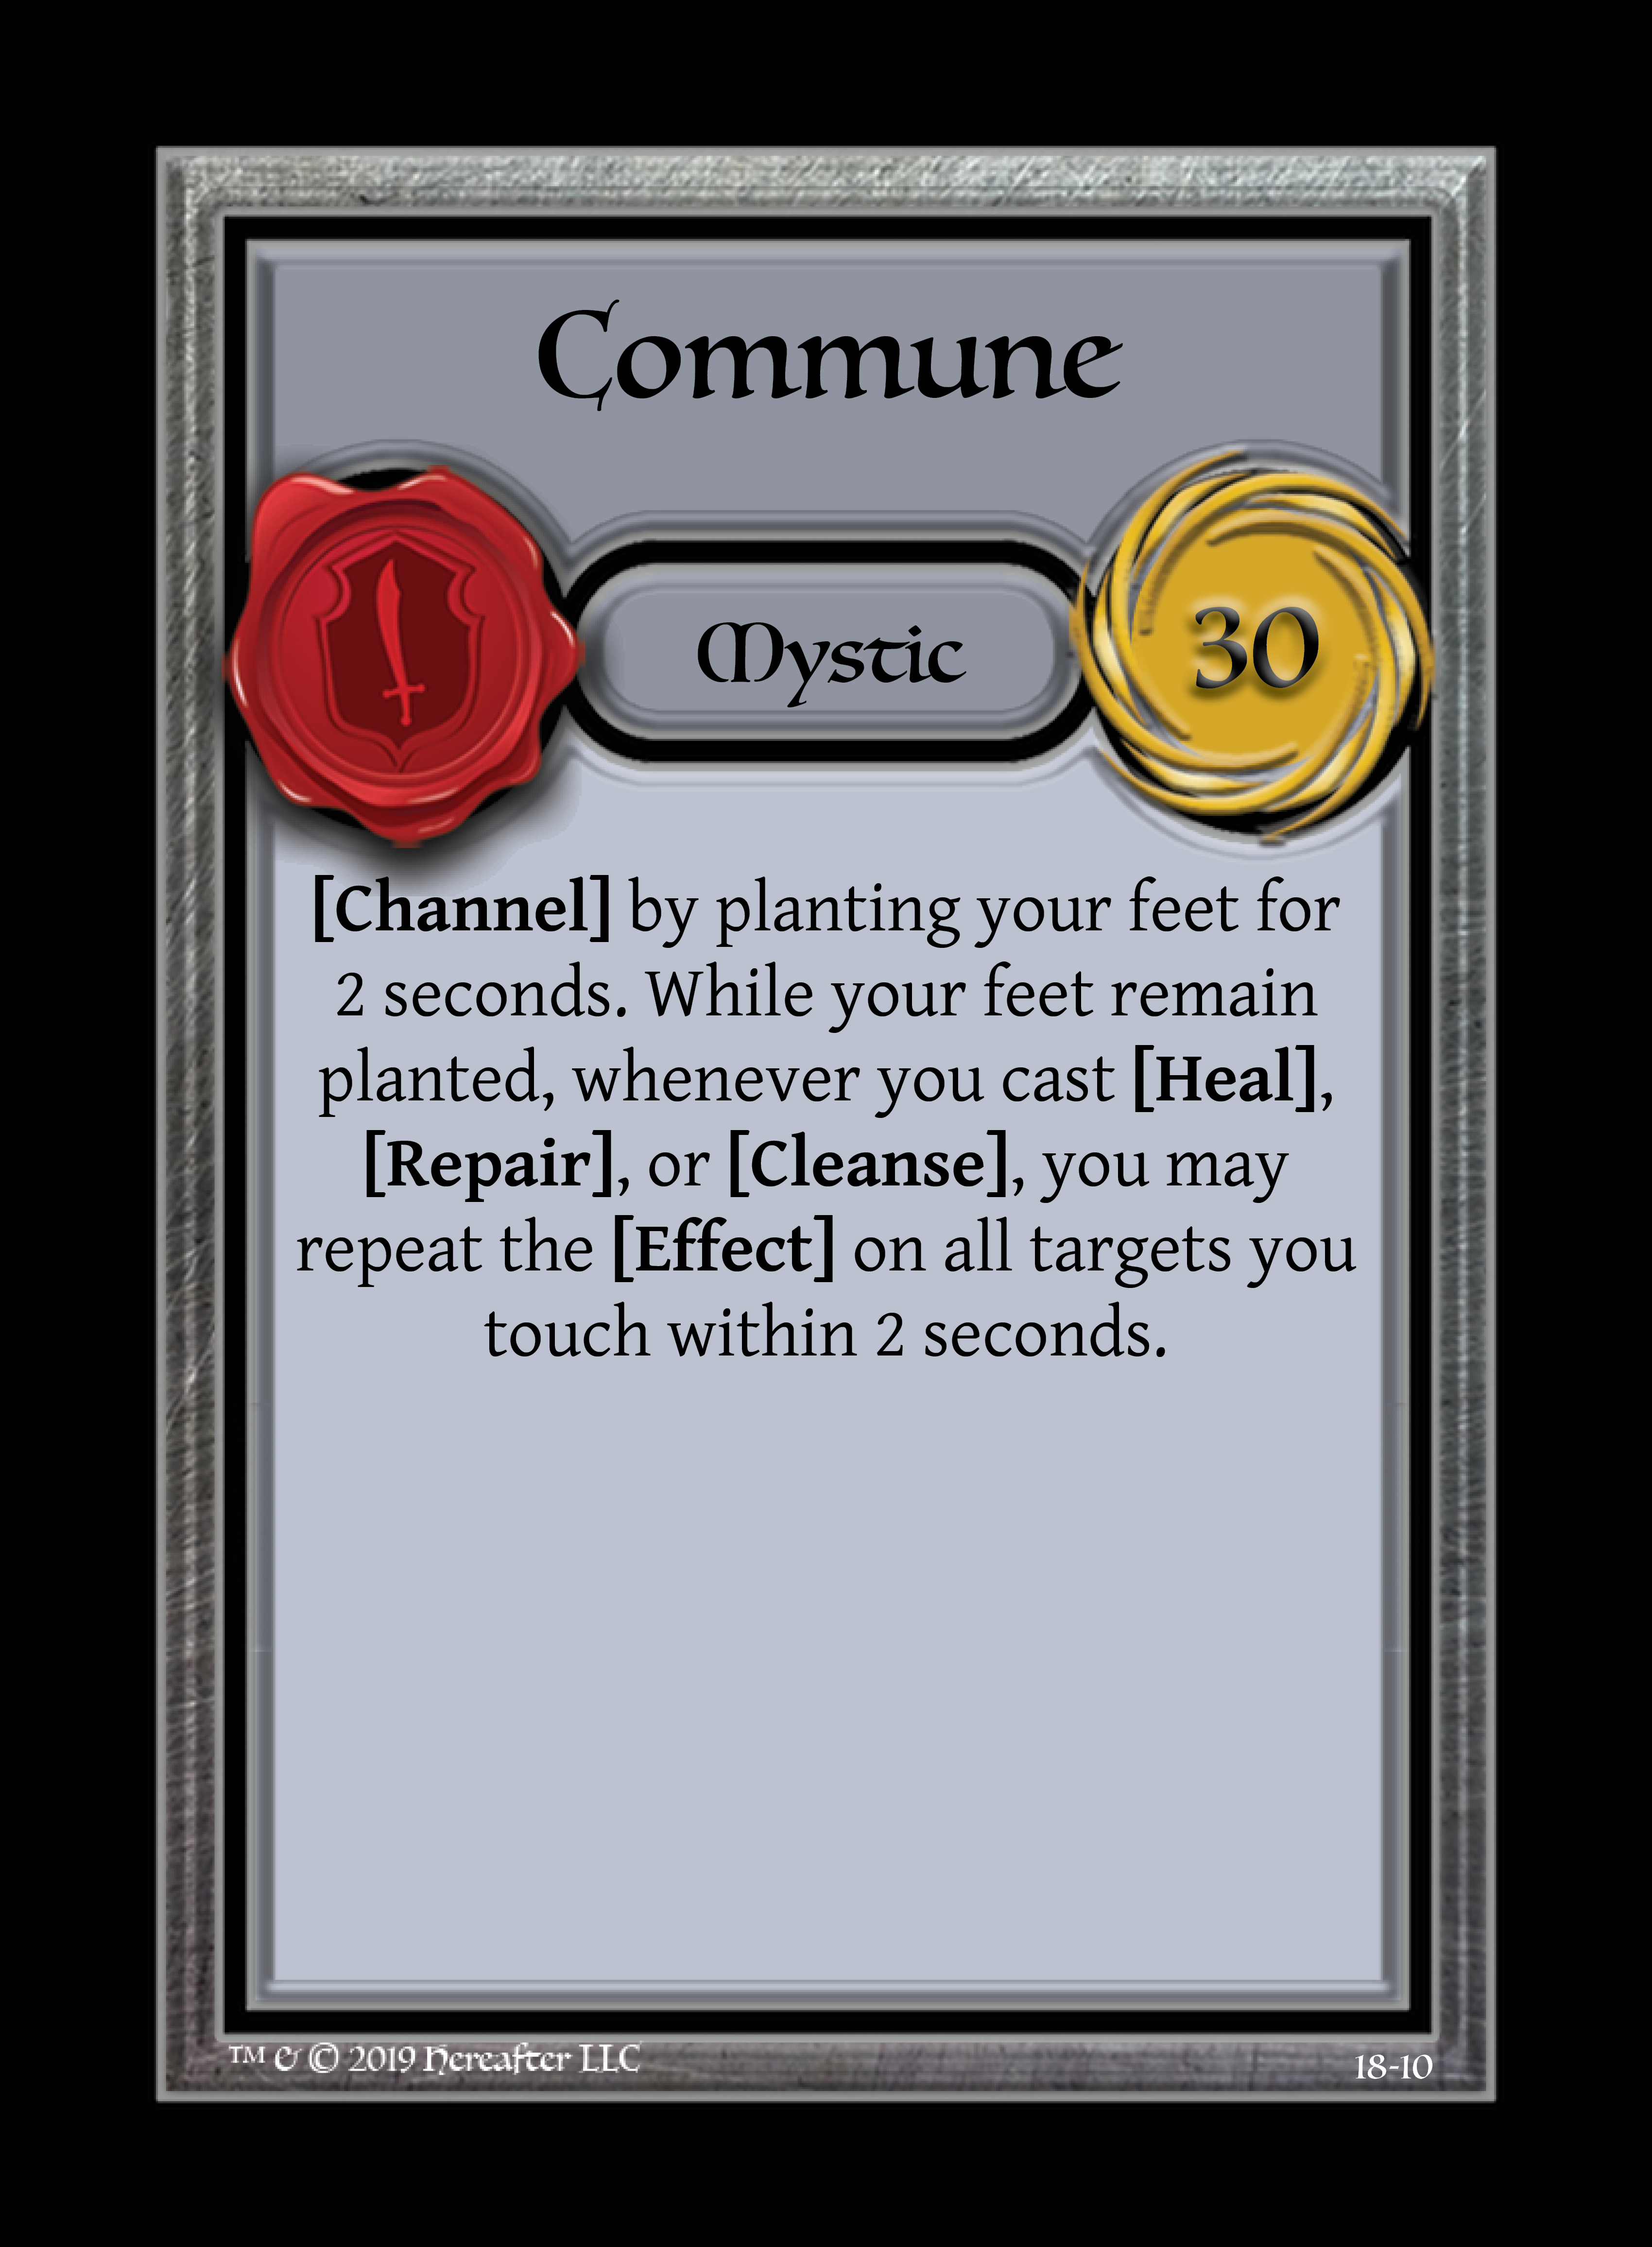 Commune
Mystic
30
[Channel] by planting your feet for
2 seconds. While your feet remain
planted, whenever you cast [Heal],
[Repair], or [Cleanse], you may
repeat the [Effect] on all targets you
touch within 2 seconds.
™ & © 2019 Hereafter LLC
18-10